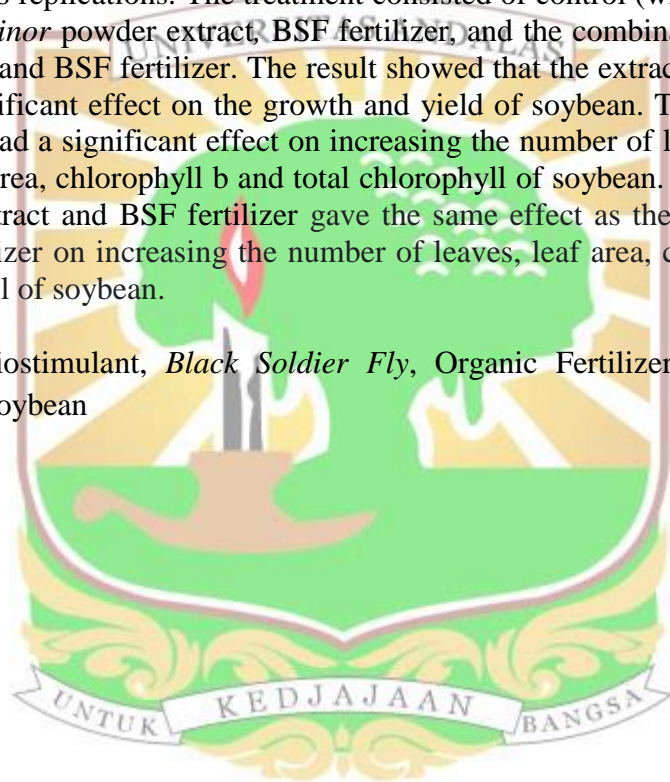 replications. The treatment consisted of control (w
inor powder extract, BSF fertilizer, and the combina
UNIVERSITAS ANDALAS
and BSF fertilizer. The result showed that the extrac
ificant effect on the growth and yield of soybean. T
ad a significant effect on increasing the number of l
rea, chlorophyll b and total chlorophyll of soybean.
tract and BSF fertilizer gave the same effect as the
izer on increasing the number of leaves, leaf area, c
l of soybean.
iostimulant, Black Soldier Fly, Organic Fertilizer
oybean
UNTUK KEDJAJAAN BANGSA